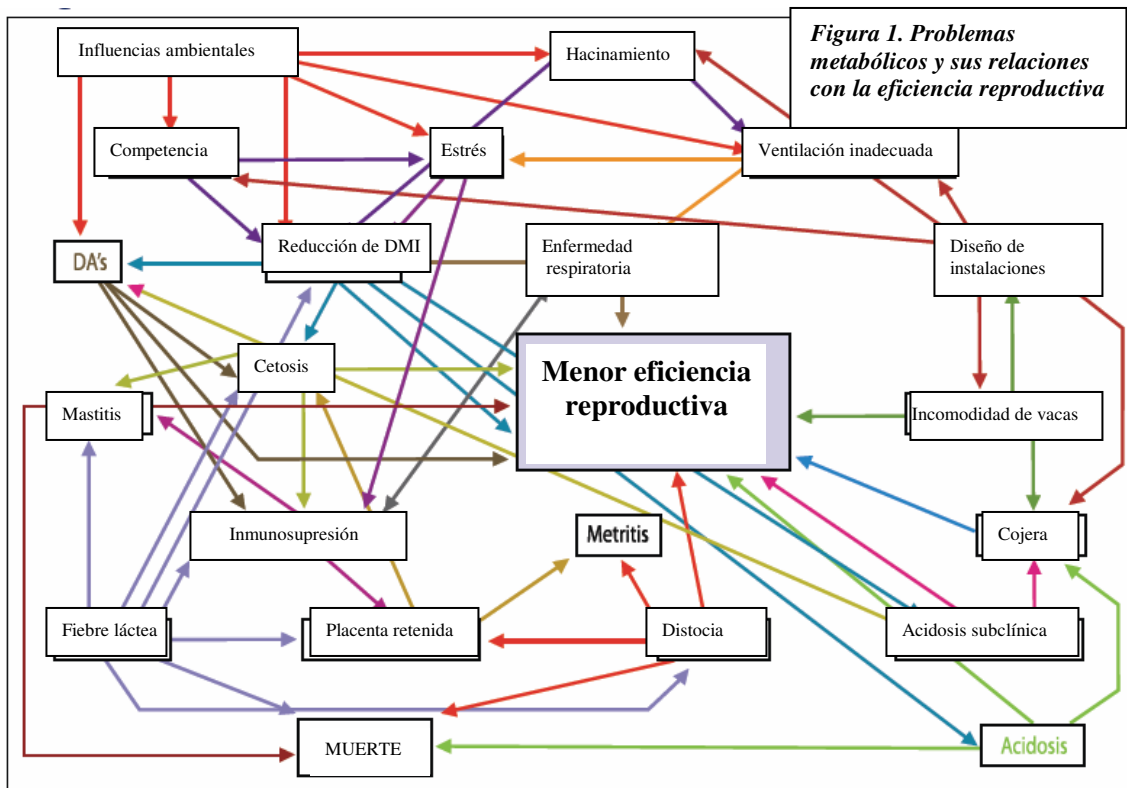 Influencias ambientales
Hacinamiento
Figura 1. Problemas
metabólicos y sus relaciones
con la eficiencia reproductiva
Competencia
Estrés
Ventilación inadecuada
DA's
Reducción de DMI
Enfermedad
respiratoria
Diseño de
instalaciones
Cetosis
Menor eficiencia
reproductiva
Mastitis
Incomodidad de vacas
Inmunosupresión
Metritis
Cojera
Fiebre láctea
Placenta retenida
Distocia
Acidosis subclínica
MUERTE
Acidosis